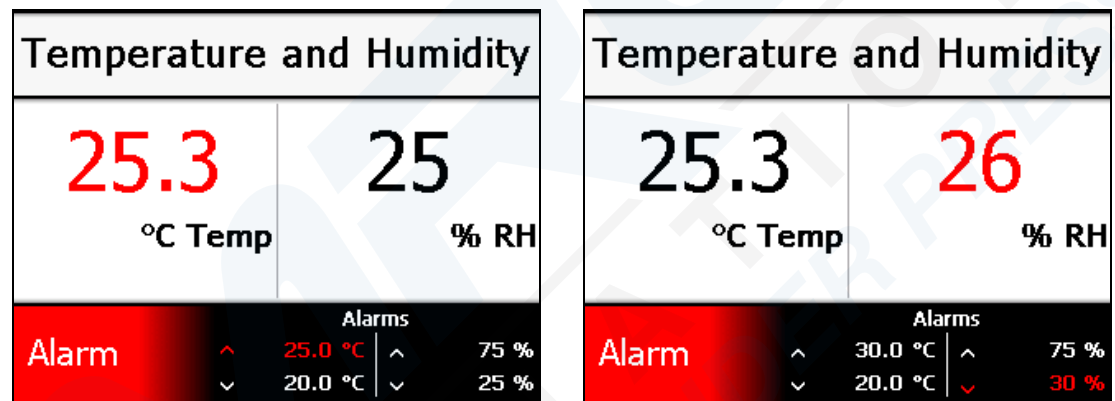 Temperature and Humidity
25.3 25
°C Temp % RH
Alarms
Alarm 25.0 °C 75 %
20.0 °C 25 %
Temperature and Humidity
25.3 26
°C Temp % RH
Alarms
Alarm 30.0 °C 75 %
20.0 °C 30 %